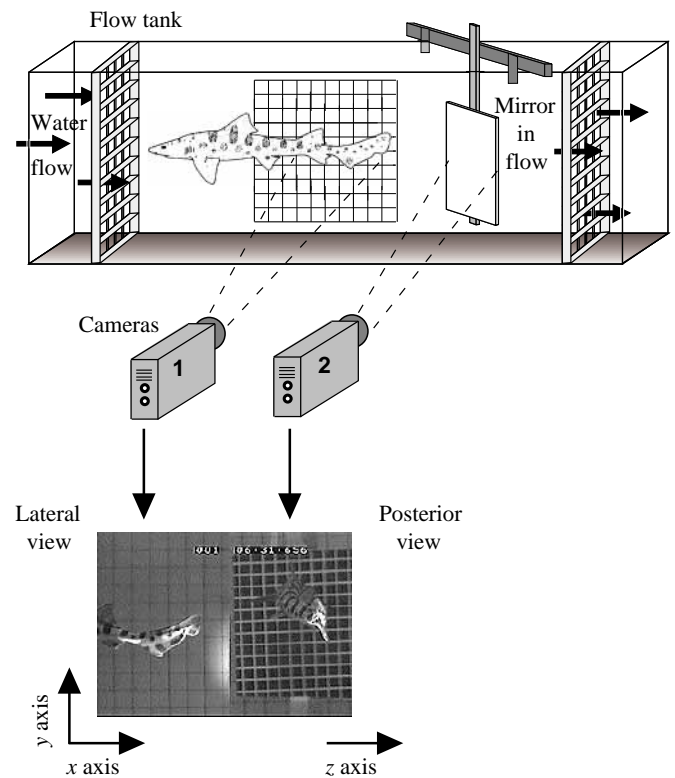 Flow tank
Water
flow
Mirror
in
flow
Cameras
1
2
Lateral
view
Posterior
view
y axis
x axis
z axis